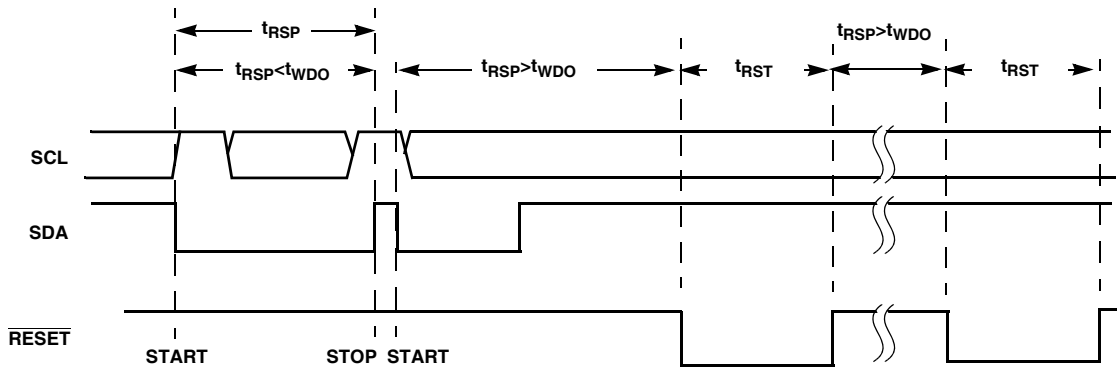 tRSP
tRSP<tWDO
tRSP>tWDO
tRST
tRSP>tWDO
tRST
SCL
SDA
RESET
START
STOP
START